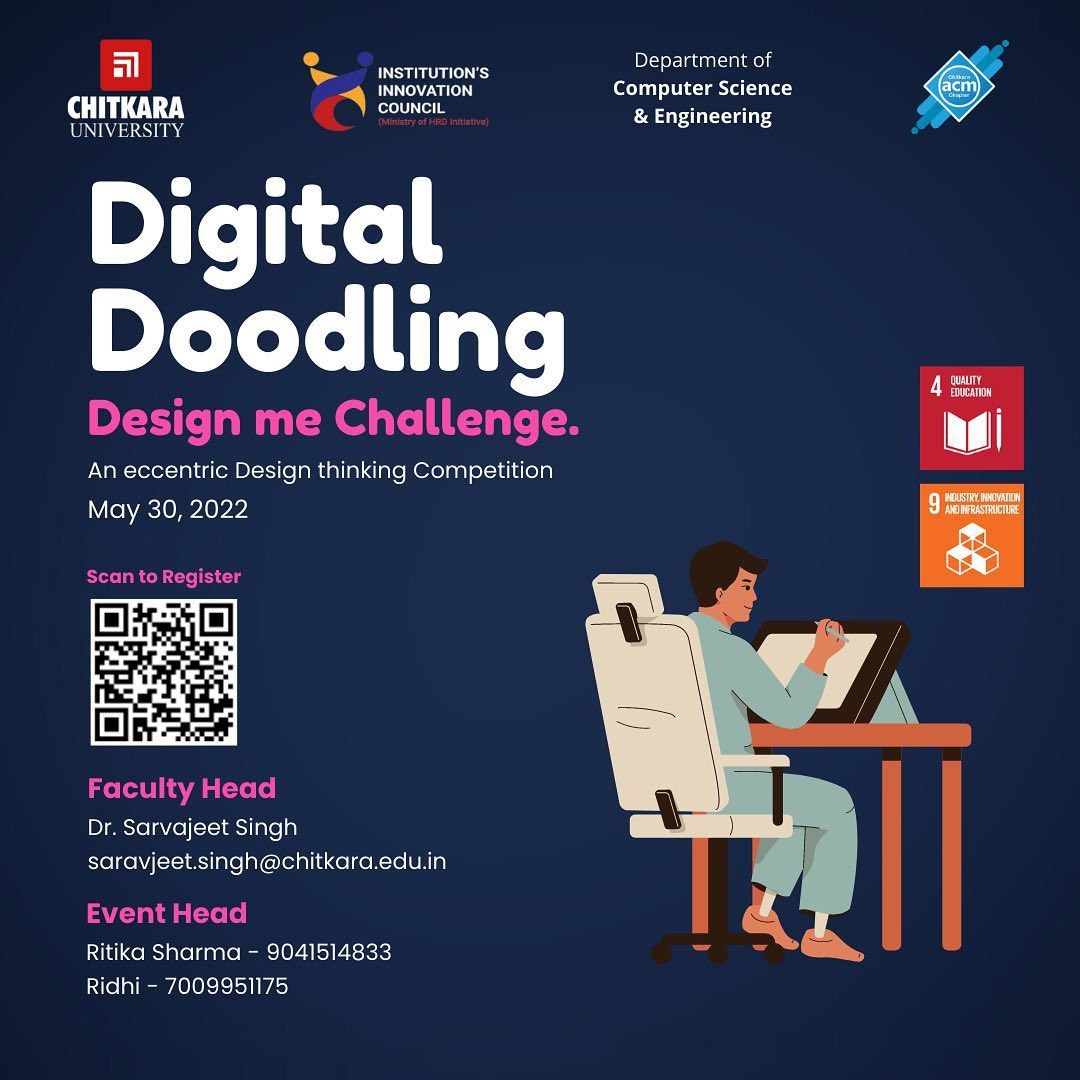 CHITKARA
UNIVERSITY
INSTITUTION'S
INNOVATION
COUNCIL
(Ministry of HRD Initiative)
Department of
Computer Science
& Engineering
Chitkara
acm
Chapter
Digital
Doodling
Design me Challenge.
An eccentric Design thinking Competition
May 30, 2022
4 QUALITY
EDUCATION
9 INDUSTRY, INNOVATION
AND INFRASTRUCTURE
Scan to Register
Faculty Head
Dr. Sarvajeet Singh
saravjeet.singh@chitkara.edu.in
Event Head
Ritika Sharma - 9041514833
Ridhi - 7009951175